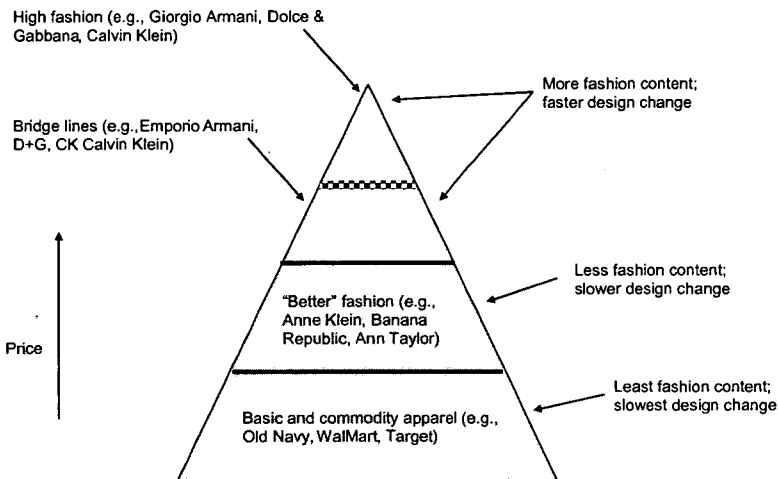 High fashion (e.g., Giorgio Armani, Dolce &
Gabbana, Calvin Klein)
More fashion content;
faster design change
Bridge lines (e.g.,Emporio Armani,
D+G, CK Calvin Klein)
Less fashion content;
slower design change
"Better" fashion (e.g.,
Anne Klein, Banana
Republic, Ann Taylor)
Price
Least fashion content;
slowest design change
Basic and commodity apparel (e.g.,
Old Navy, WalMart, Target)